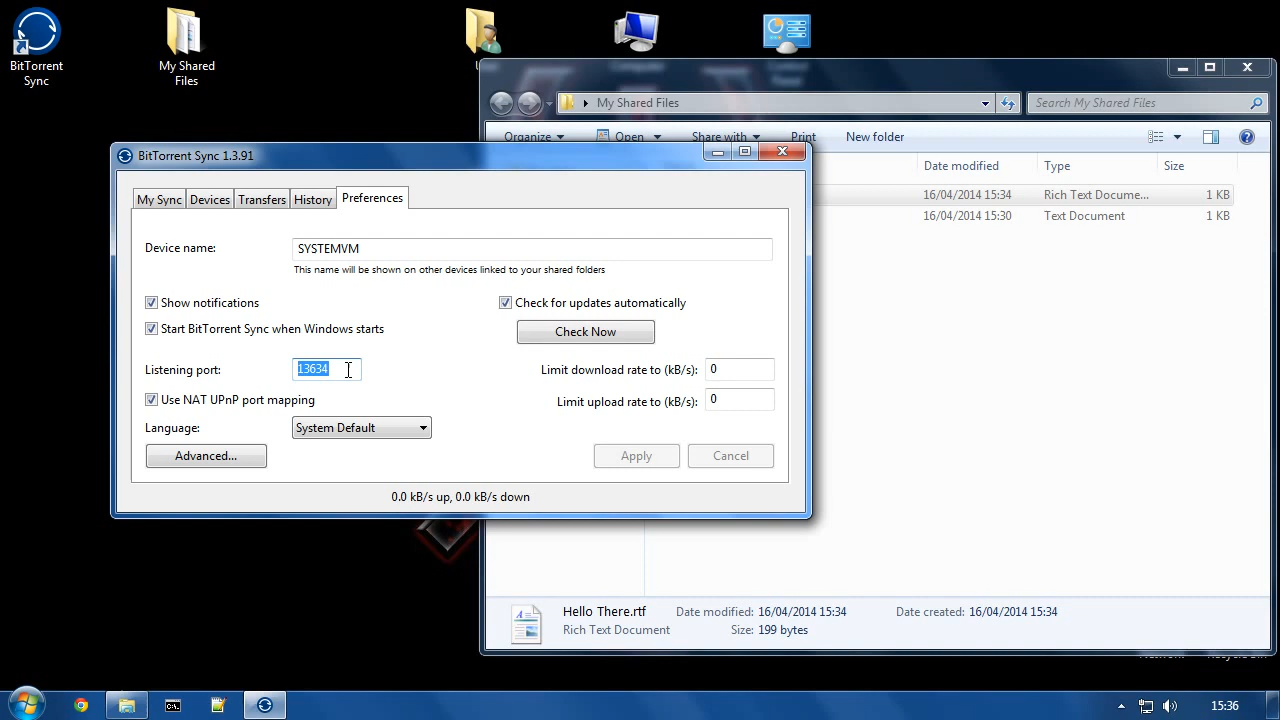 BitTorrent
Sync
My Shared
Files
My Shared Files
Search My Shared Files
Organize
Open
Share with
Print
New folder
BitTorrent Sync 1.3.91
Date modified
Type
Size
16/04/2014 15:34
Rich Text Docume...
1 KB
16/04/2014 15:30
Text Document
1 KB
My Sync
Devices
Transfers
History
Preferences
Device name:
SYSTEMVM
This name will be shown on other devices linked to your shared folders
Show notifications
Check for updates automatically
Start BitTorrent Sync when Windows starts
Check Now
Listening port:
13634
Limit download rate to (kB/s):
0
Use NAT UPnP port mapping
Limit upload rate to (kB/s):
0
Language:
System Default
Advanced...
Apply
Cancel
0.0 kB/s up, 0.0 kB/s down
Hello There.rtf
Date modified: 16/04/2014 15:34
Date created: 16/04/2014 15:34
Rich Text Document
Size: 199 bytes
15:36